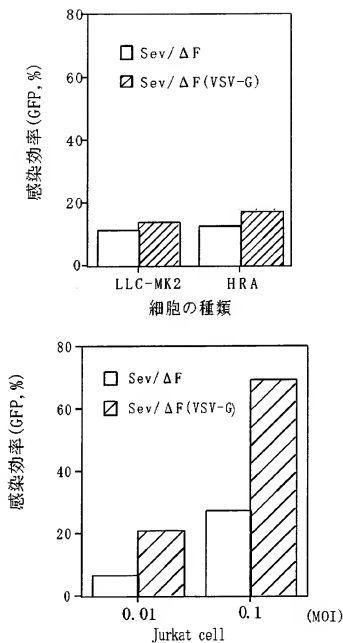 80
60
40
20
0
感染効率(GFP,%)
Sev/ΔF
Sev/ΔF(VSV-G)
LLC-MK2 HRA
細胞の種類
80
60
40
20
0
感染効率(GFP,%)
Sev/ΔF
Sev/ΔF(VSV-G)
0.01 0.1 (MOI)
Jurkat cell